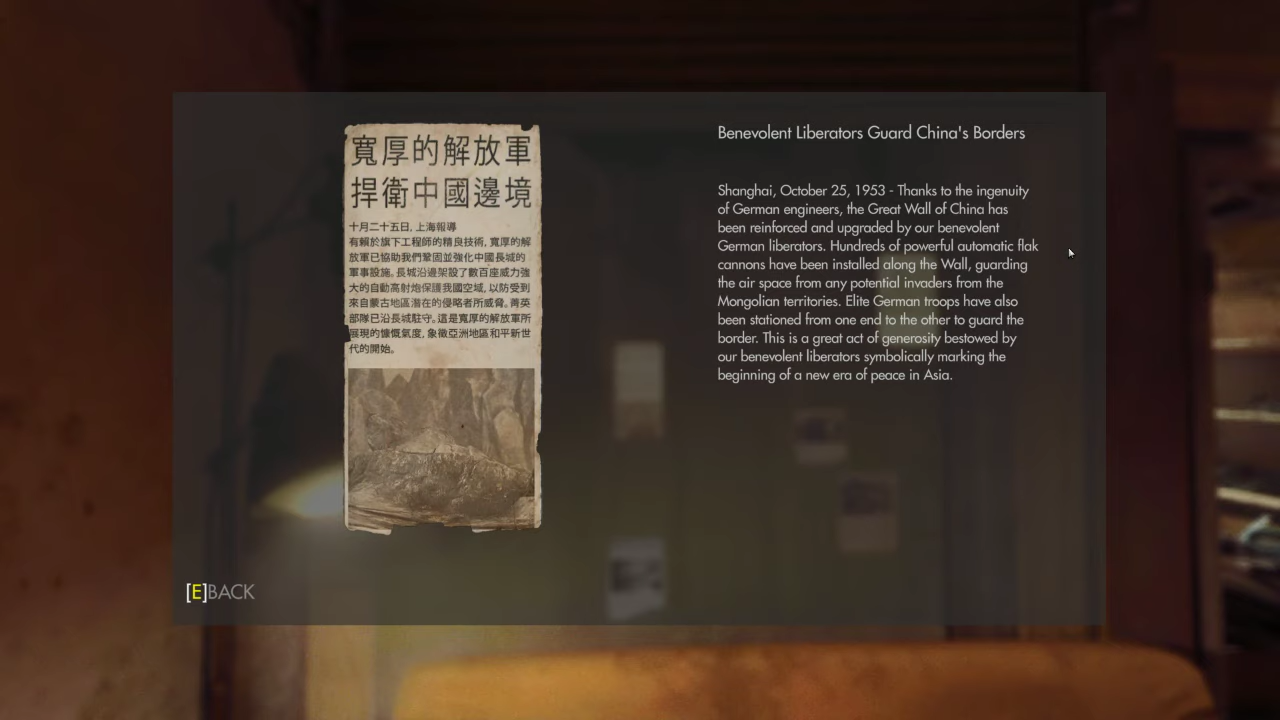 寬厚的解放軍
捍衛中國邊境
十月二十五日, 上海報導
有賴於旗下工程師的精良技術, 寬厚的解
放軍已協助我們鞏固並強化中國長城的
軍事設施。長城沿邊架設了數百座威力強
大的自動高射炮保護我國空域, 以防受到
來自蒙古地區潛在的侵略者所威脅。菁英
部隊已沿長城駐守。這是寬厚的解放軍所
展現的慷慨氣度, 象徵亞洲地區和平新世
代的開始。
Benevolent Liberators Guard China's Borders
Shanghai, October 25, 1953 - Thanks to the ingenuity
of German engineers, the Great Wall of China has
been reinforced and upgraded by our benevolent
German liberators. Hundreds of powerful automatic flak
cannons have been installed along the Wall, guarding
the air space from any potential invaders from the
Mongolian territories. Elite German troops have also
been stationed from one end to the other to guard the
border. This is a great act of generosity bestowed by
our benevolent liberators symbolically marking the
beginning of a new era of peace in Asia.
[E]BACK